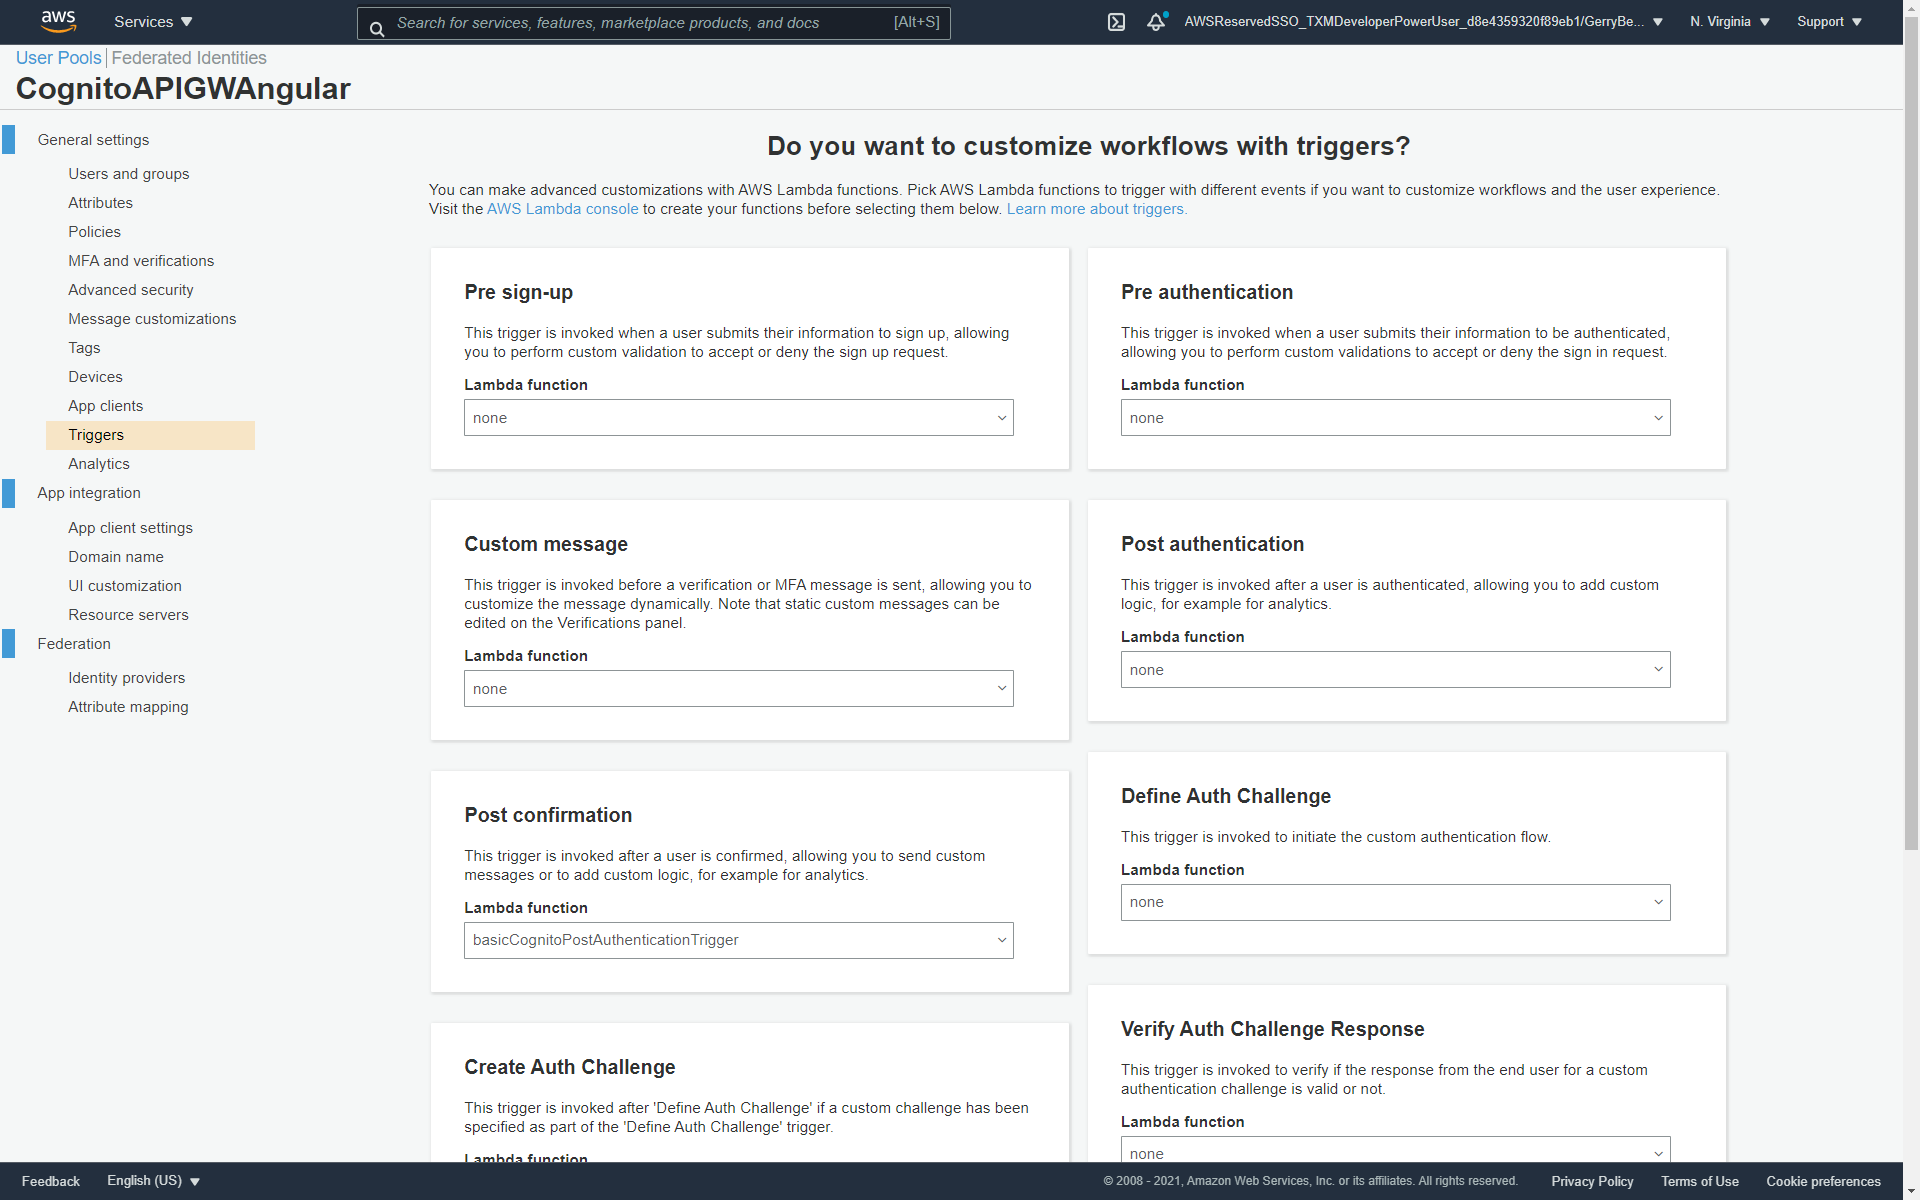 aws
Services
Search for services, features, marketplace products, and docs
[Alt+S]
AWSReservedSSO_TXMDeveloperPowerUser_d8e4359320f89eb1/GerryBe...
N. Virginia
Support
User Pools
Federated Identities
CognitoAPIGWAngular
General settings
Users and groups
Attributes
Policies
MFA and verifications
Advanced security
Message customizations
Tags
Devices
App clients
Triggers
Analytics
App integration
App client settings
Domain name
UI customization
Resource servers
Federation
Identity providers
Attribute mapping
Do you want to customize workflows with triggers?
You can make advanced customizations with AWS Lambda functions. Pick AWS Lambda functions to trigger with different events if you want to customize workflows and the user experience.
Visit the AWS Lambda console to create your functions before selecting them below. Learn more about triggers.
Pre sign-up
This trigger is invoked when a user submits their information to sign up, allowing
you to perform custom validation to accept or deny the sign up request.
Lambda function
none
Pre authentication
This trigger is invoked when a user submits their information to be authenticated,
allowing you to perform custom validations to accept or deny the sign in request.
Lambda function
none
Custom message
This trigger is invoked before a verification or MFA message is sent, allowing you to
customize the message dynamically. Note that static custom messages can be
edited on the Verifications panel.
Lambda function
none
Post authentication
This trigger is invoked after a user is authenticated, allowing you to add custom
logic, for example for analytics.
Lambda function
none
Post confirmation
This trigger is invoked after a user is confirmed, allowing you to send custom
messages or to add custom logic, for example for analytics.
Lambda function
basicCognitoPostAuthenticationTrigger
Define Auth Challenge
This trigger is invoked to initiate the custom authentication flow.
Lambda function
none
Create Auth Challenge
This trigger is invoked after 'Define Auth Challenge' if a custom challenge has been
specified as part of the 'Define Auth Challenge' trigger.
Lambda function
Verify Auth Challenge Response
This trigger is invoked to verify if the response from the end user for a custom
authentication challenge is valid or not.
Lambda function
none
Feedback
English (US)
© 2008 - 2021, Amazon Web Services, Inc. or its affiliates. All rights reserved.
Privacy Policy
Terms of Use
Cookie preferences